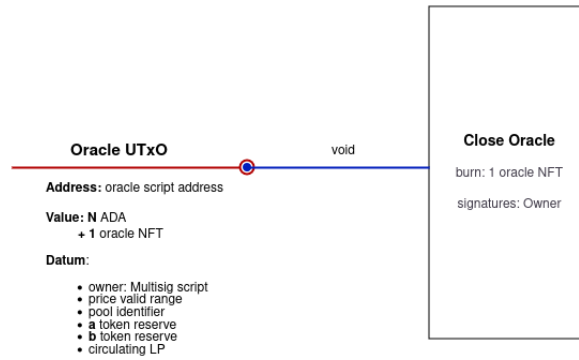 Oracle UTxO
void
Close Oracle
burn: 1 oracle NFT
signatures: Owner
Address: oracle script address
Value: N ADA
+ 1 oracle NFT
Datum:
• owner: Multisig script
• price valid range
• pool identifier
• a token reserve
• b token reserve
• circulating LP